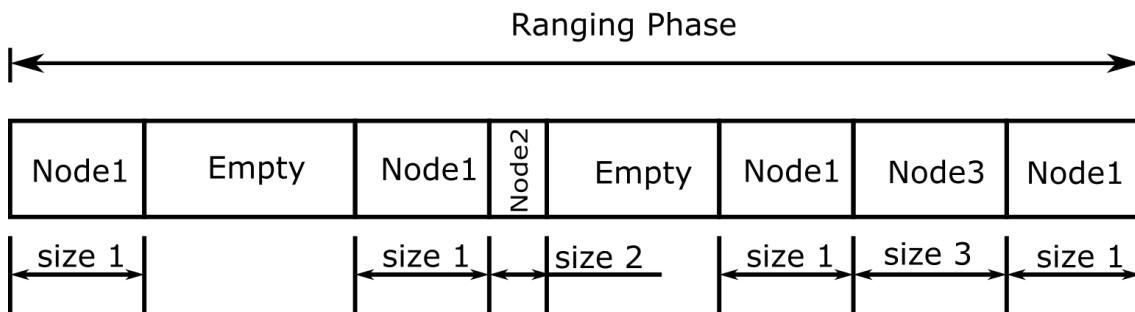 Ranging Phase
Node1 Empty Node1 Node2 Empty Node1 Node3 Node1
size 1 size 1 size 2 size 1 size 3 size 1